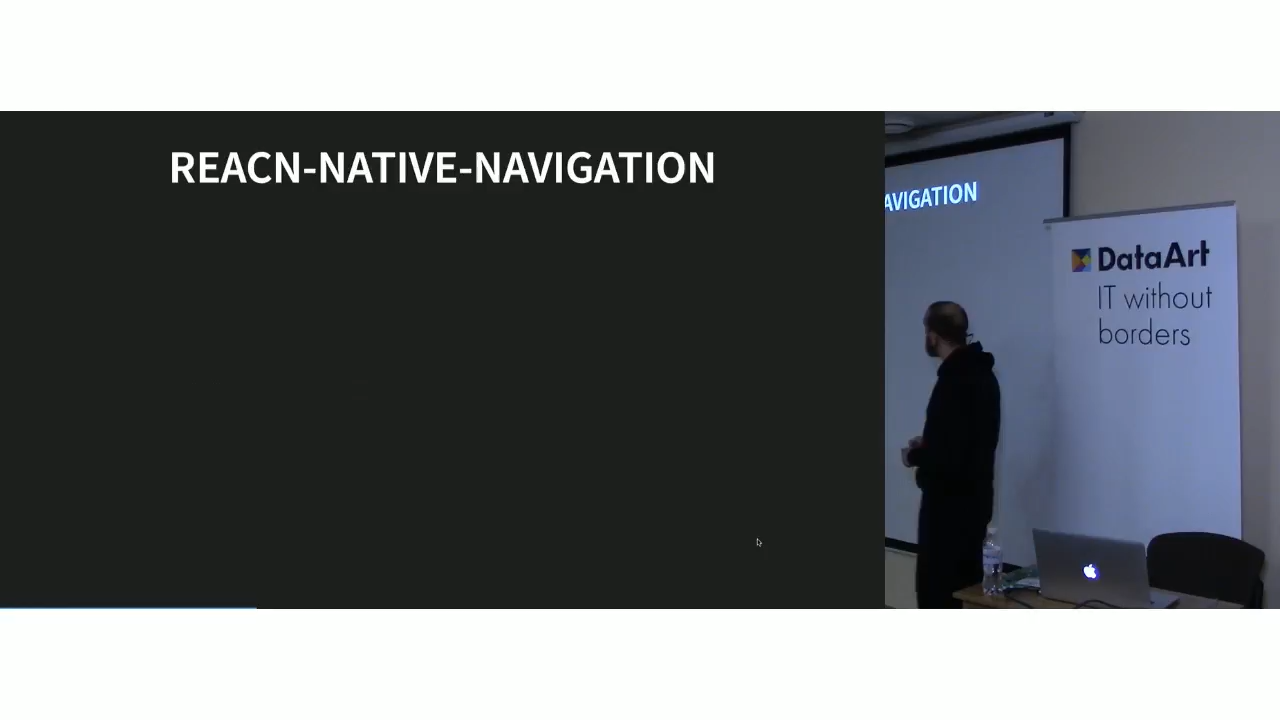 REACN-NATIVE-NAVIGATION
AVIGATION
DataArt
IT without
borders